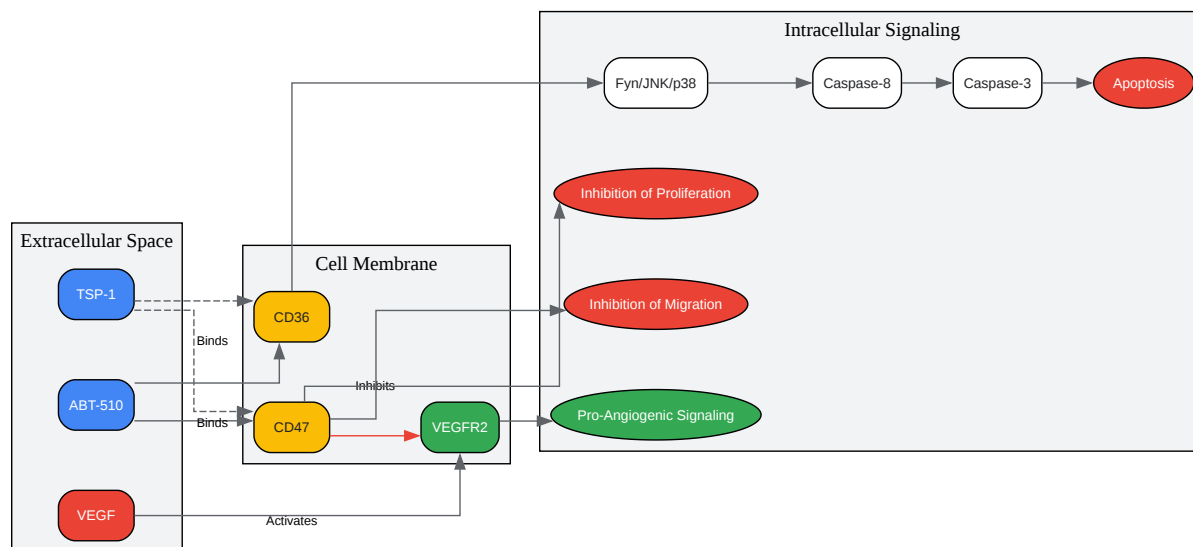 Intracellular Signaling
Fyn/JNK/p38
Caspase-8
Caspase-3
Apoptosis
Inhibition of Proliferation
Extracellular Space
Cell Membrane
TSP-1
CD36
Inhibition of Migration
Binds
Inhibits
ABT-510
Binds
CD47
VEGFR2
Pro-Angiogenic Signaling
VEGF
Activates